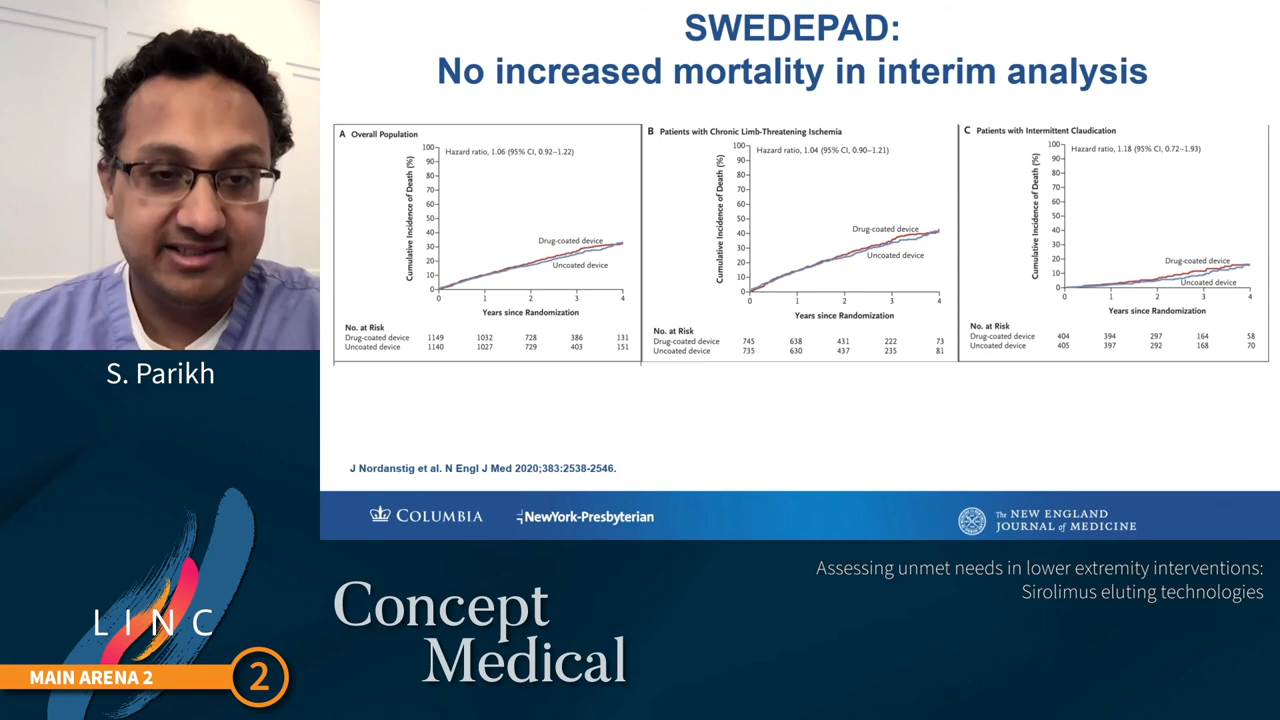 SWEDEPAD:
No increased mortality in interim analysis
A Overall Population
Hazard ratio, 1.06 (95% CI, 0.92–1.22)
Cumulative Incidence of Death (%)
100
90
80
70
60
50
40
30
20
10
0
Drug-coated device
Uncoated device
0 1 2 3 4
Years since Randomization
No. at Risk
Drug-coated device 1149 1032 728 386 131
Uncoated device 1140 1027 729 403 151
B Patients with Chronic Limb-Threatening Ischemia
Hazard ratio, 1.04 (95% CI, 0.90–1.21)
Cumulative Incidence of Death (%)
100
90
80
70
60
50
40
30
20
10
0
Drug-coated device
Uncoated device
0 1 2 3 4
Years since Randomization
No. at Risk
Drug-coated device 745 638 431 222 73
Uncoated device 735 630 437 235 81
C Patients with Intermittent Claudication
Hazard ratio, 1.18 (95% CI, 0.72–1.93)
Cumulative Incidence of Death (%)
100
90
80
70
60
50
40
30
20
10
0
Drug-coated device
Uncoated device
0 1 2 3 4
Years since Randomization
No. at Risk
Drug-coated device 404 394 297 164 58
Uncoated device 405 397 292 168 70
J Nordanstig et al. N Engl J Med 2020;383:2538-2546.
COLUMBIA
NewYork-Presbyterian
The NEW ENGLAND
JOURNAL of MEDICINE
S. Parikh
LINC
MAIN ARENA 2
2
Concept
Medical
Assessing unmet needs in lower extremity interventions:
Sirolimus eluting technologies